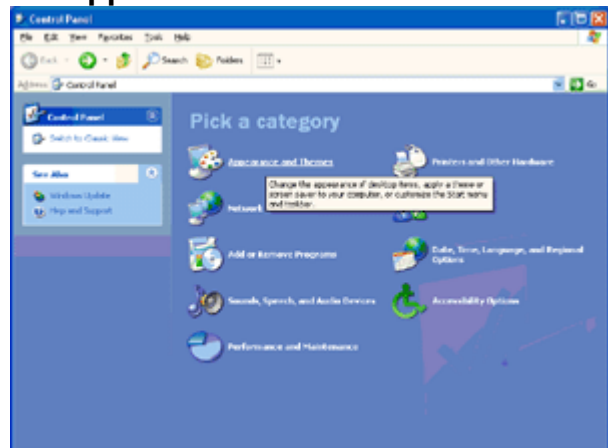 Control Panel
File Edit View Favorites Tools Help
Back Search Folders
Address Control Panel Go
Control Panel
Switch to Classic View
See Also
Windows Update
Help and Support
Pick a category
Appearance and Themes
Printers and Other Hardware
Change the appearance of desktop items, apply a theme or
screen saver to your computer, or customize the Start menu
and taskbar.
Network
Add or Remove Programs
Date, Time, Language, and Regional
Options
Sounds, Speech, and Audio Devices
Accessibility Options
Performance and Maintenance